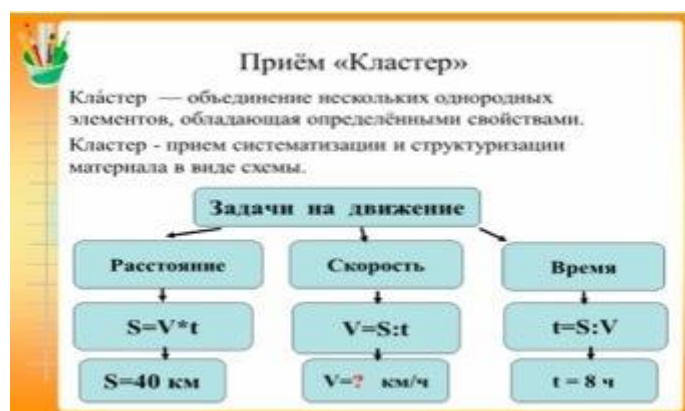 Приём «Кластер»
Кла́стер — объединение нескольких однородных
элементов, обладающая определёнными свойствами.
Кластер - прием систематизации и структуризации
материала в виде схемы.
Задачи на движение
Расстояние
Скорость
Время
S=V*t
V=S:t
t=S:V
S=40 км
V=? км/ч
t = 8 ч